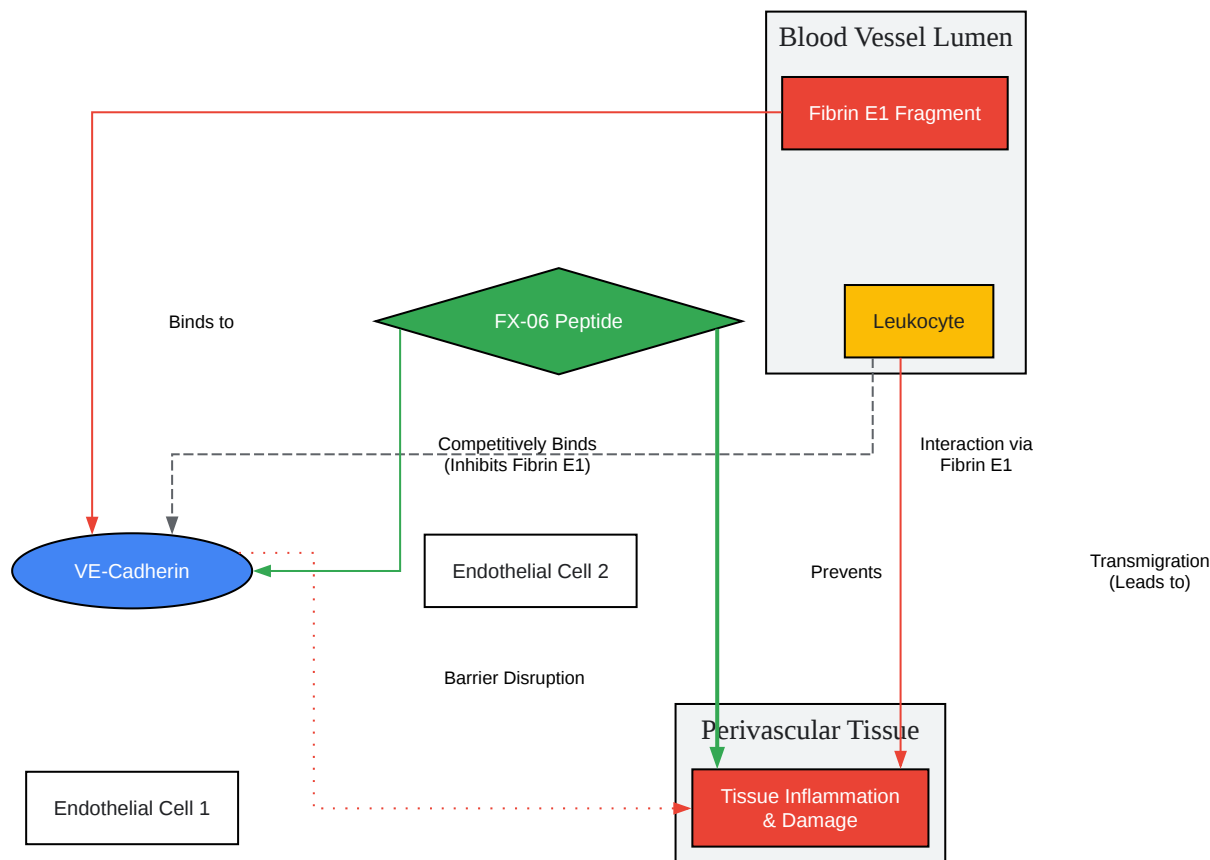 Blood Vessel Lumen
Fibrin E1 Fragment
Binds to
FX-06 Peptide
Leukocyte
Competitively Binds
(Inhibits Fibrin E1)
Interaction via
Fibrin E1
VE-Cadherin
Endothelial Cell 2
Prevents
Transmigration
(Leads to)
Barrier Disruption
Perivascular Tissue
Endothelial Cell 1
Tissue Inflammation
& Damage